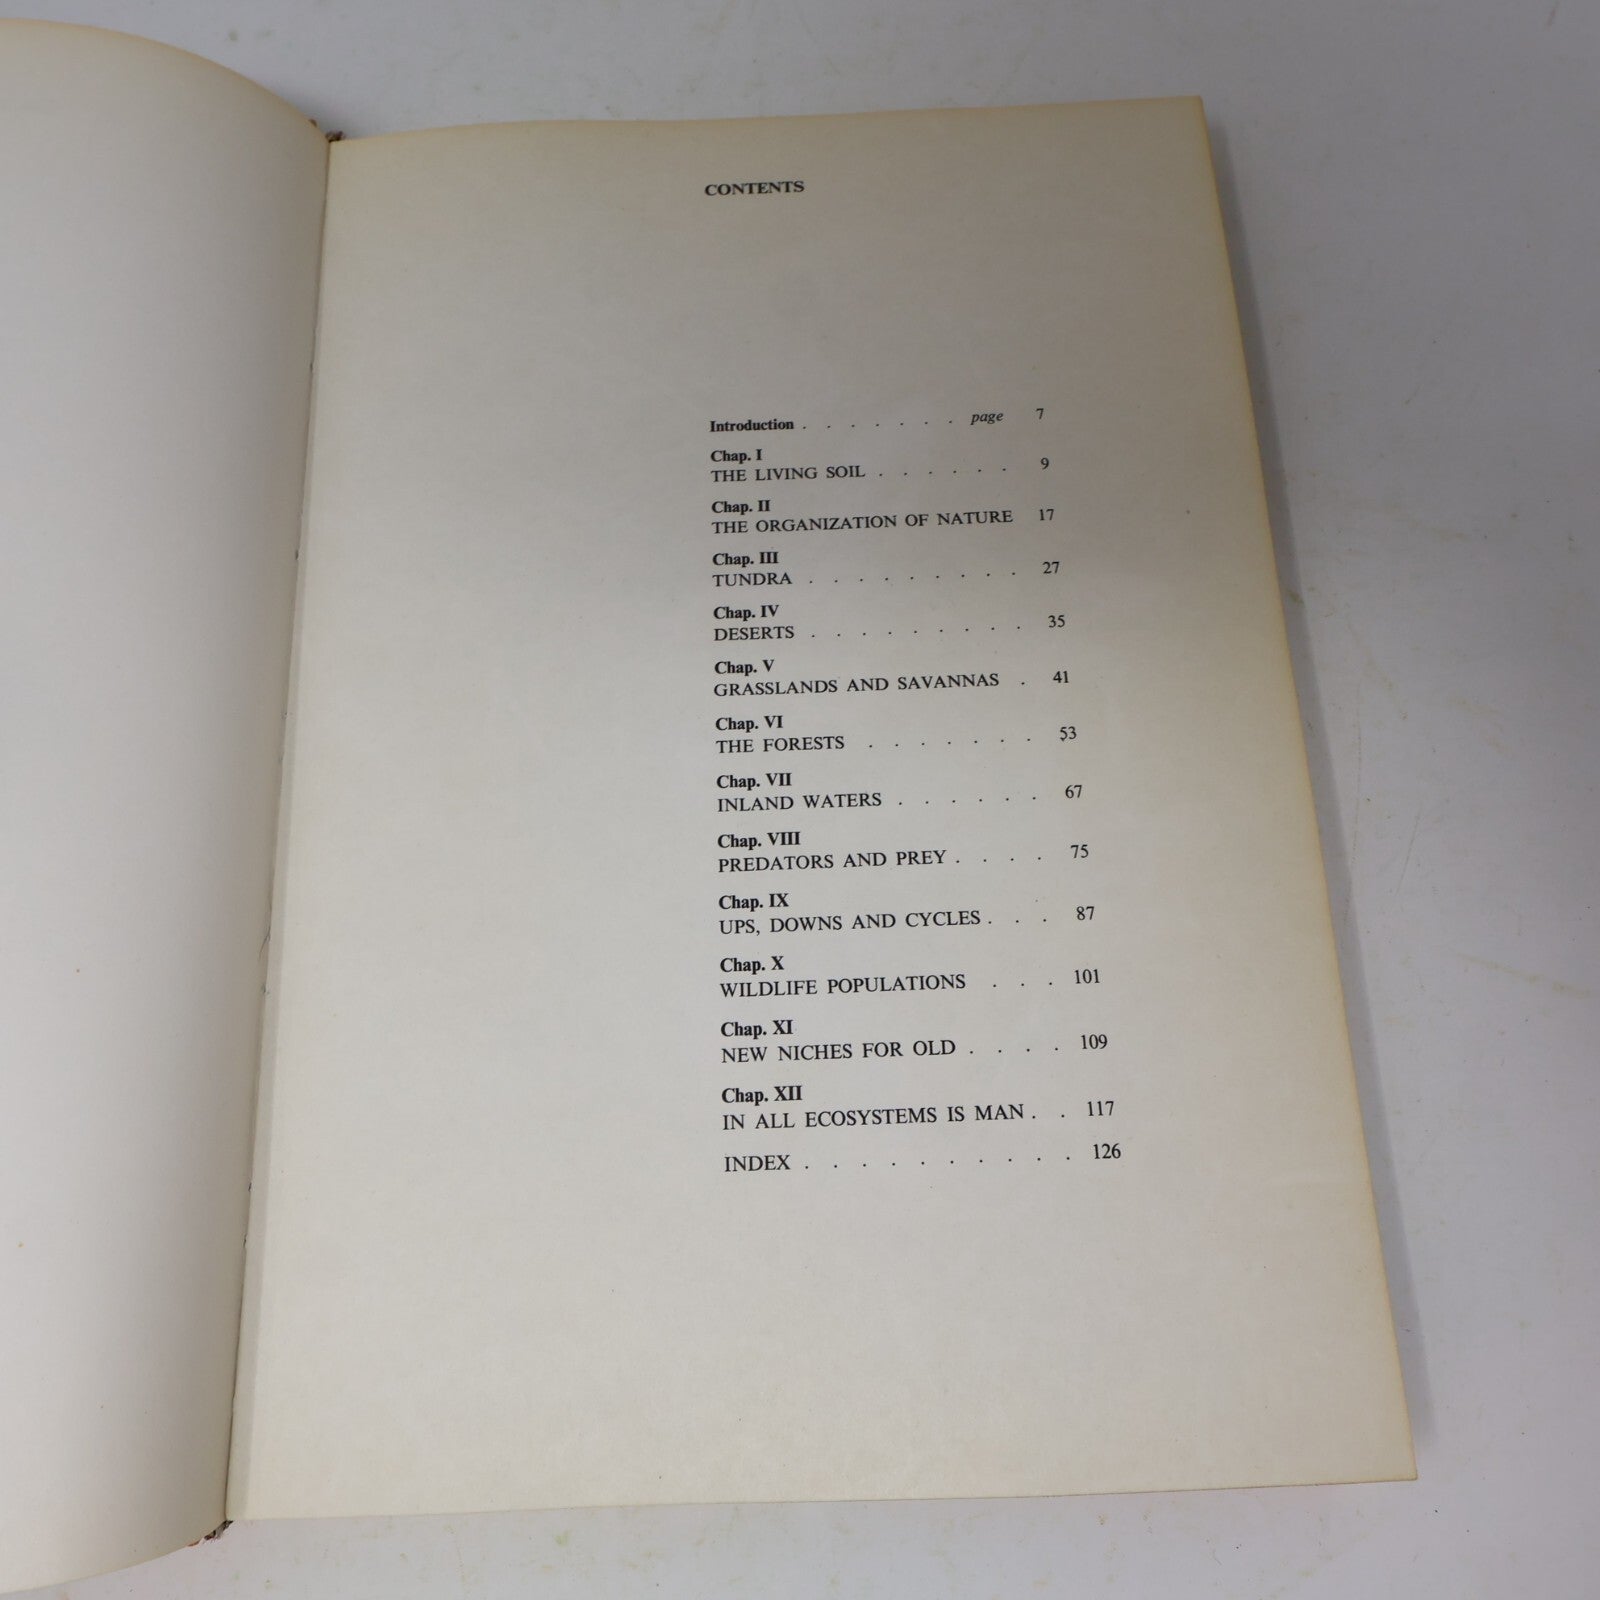 CONTENTS
Introduction . . . . . . . page 7
Chap. I
THE LIVING SOIL . . . . . . 9
Chap. II
THE ORGANIZATION OF NATURE 17
Chap. III
TUNDRA . . . . . . . . . 27
Chap. IV
DESERTS . . . . . . . . . 35
Chap. V
GRASSLANDS AND SAVANNAS . 41
Chap. VI
THE FORESTS . . . . . . . 53
Chap. VII
INLAND WATERS . . . . . . 67
Chap. VIII
PREDATORS AND PREY . . . . 75
Chap. IX
UPS, DOWNS AND CYCLES . . . 87
Chap. X
WILDLIFE POPULATIONS . . . 101
Chap. XI
NEW NICHES FOR OLD . . . . 109
Chap. XII
IN ALL ECOSYSTEMS IS MAN . . 117
INDEX . . . . . . . . . . 126